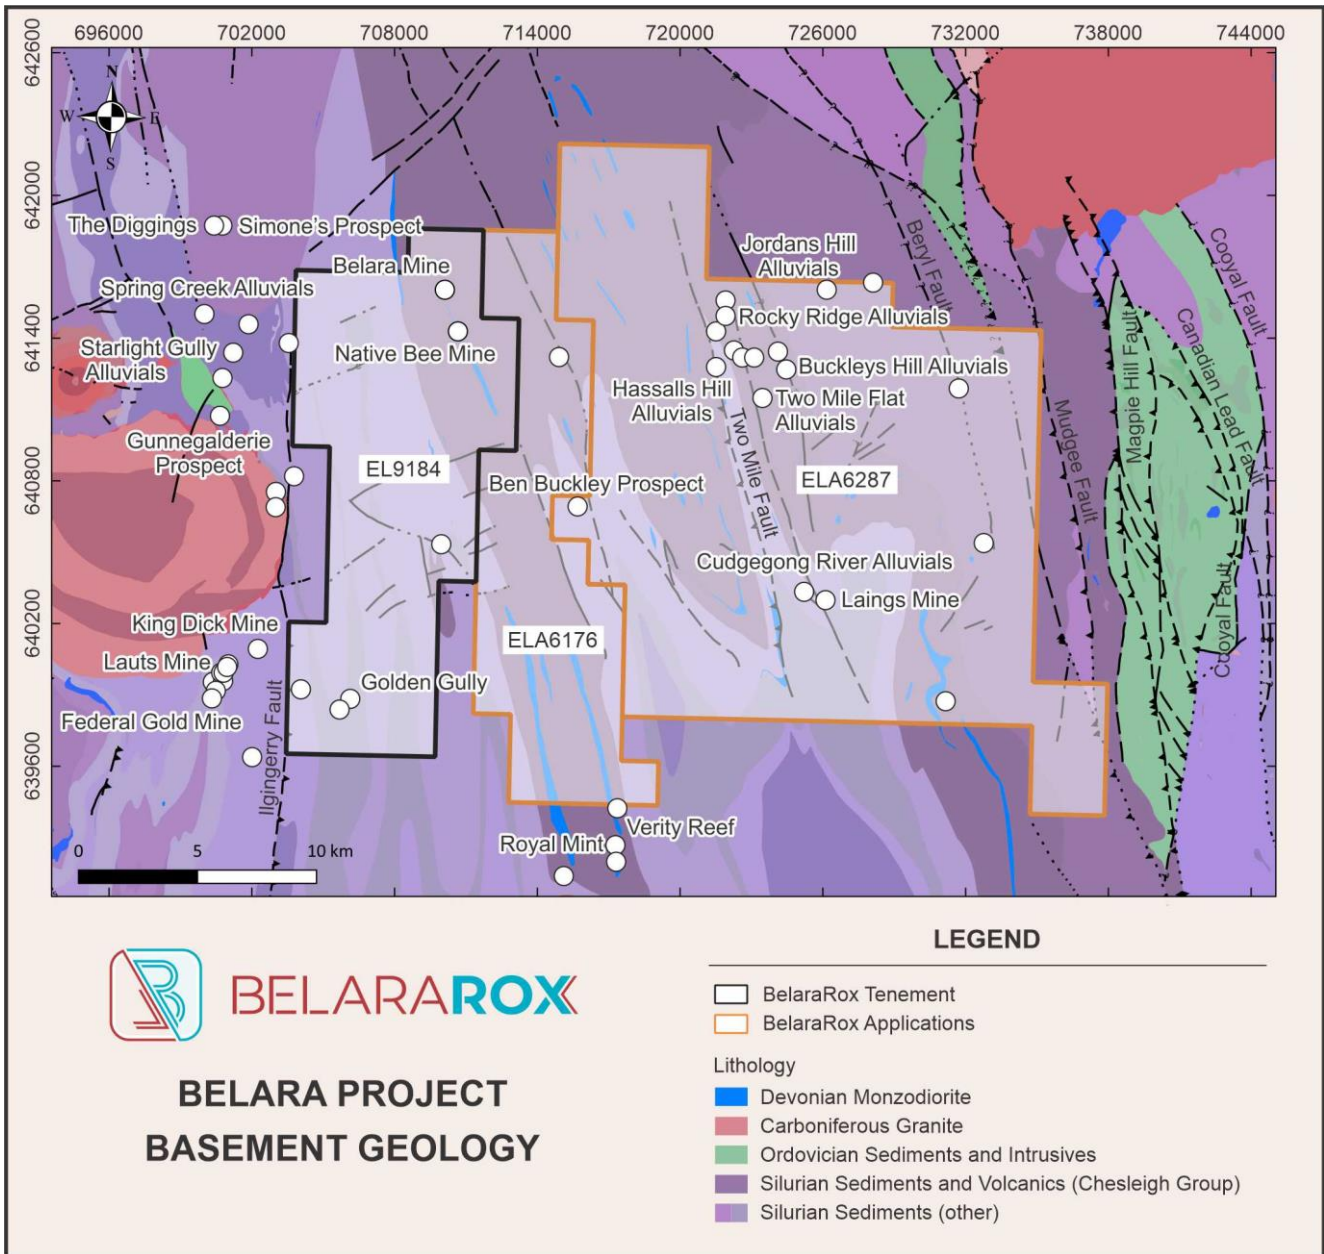 696000 702000 708000 714000 720000 726000 732000 738000 744000
6422600
642000
641400
640800
640200
639600
N
W E
S
The Diggings
Simone's Prospect
Belara Mine
Spring Creek Alluvials
Native Bee Mine
Starlight Gully
Alluvials
Gunnegalderie
Prospect
EL9184
Jordans Hill
Alluvials
Rocky Ridge Alluvials
Buckleys Hill Alluvials
Hassalls Hill
Alluvials
Two Mile Flat
Alluvials
Two Mile Fault
ELA6287
Ben Buckley Prospect
Cudgegong River Alluvials
Laings Mine
Beryl Fault
Mudgee Fault
Magpie Hill Fault
Canadian Lead Fault
Cooyal Fault
Cooyal Fault
King Dick Mine
Lauts Mine
Federal Gold Mine
Ilgingerry Fault
Golden Gully
ELA6176
Verity Reef
Royal Mint
0 5 10 km
BELARAROX
BELARA PROJECT
BASEMENT GEOLOGY
LEGEND
BelaraRox Tenement
BelaraRox Applications
Lithology
Devonian Monzodiorite
Carboniferous Granite
Ordovician Sediments and Intrusives
Silurian Sediments and Volcanics (Chesleigh Group)
Silurian Sediments (other)